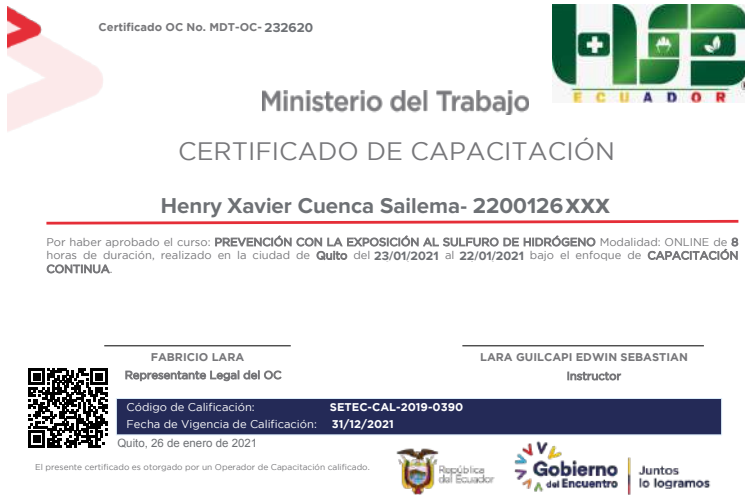 Certificado OC No. MDT-OC- 232620
HSE
ECUADOR
®
Ministerio del Trabajo
CERTIFICADO DE CAPACITACIÓN
Henry Xavier Cuenca Sailema- 2200126XXX
Por haber aprobado el curso: PREVENCIÓN CON LA EXPOSICIÓN AL SULFURO DE HIDRÓGENO Modalidad: ONLINE de 8
horas de duración, realizado en la ciudad de Quito del 23/01/2021 al 22/01/2021 bajo el enfoque de CAPACITACIÓN
CONTINUA.
FABRICIO LARA
Representante Legal del OC
LARA GUILCAPI EDWIN SEBASTIAN
Instructor
Código de Calificación: SETEC-CAL-2019-0390
Fecha de Vigencia de Calificación: 31/12/2021
Quito, 26 de enero de 2021
El presente certificado es otorgado por un Operador de Capacitación calificado.
República
del Ecuador
Gobierno
del Encuentro
Juntos
lo logramos